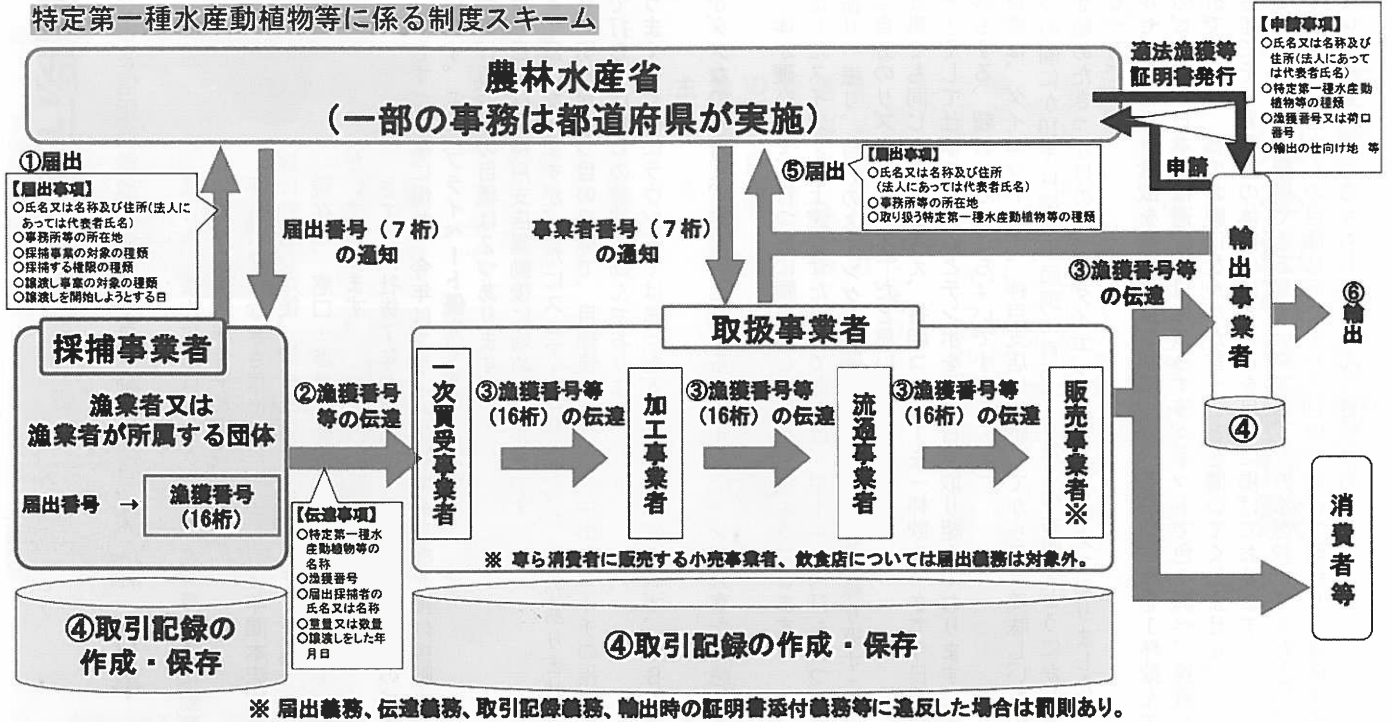 特定第一種水産動植物等に係る制度スキーム
農林水産省
(一部の事務は都道府県が実施)
適法漁獲等
証明書発行
申請
【申請事項】
○氏名又は名称及び
住所(法人にあって
は代表者氏名)
○特定第一種水産動
植物等の種類
○漁獲番号又は荷口
番号
○輸出の仕向け地 等
①届出
【届出事項】
○氏名又は名称及び住所(法人に
あっては代表者氏名)
○事務所等の所在地
○採捕事業の対象の種類
○採捕する権限の種類
○譲渡し事業の対象の種類
○譲渡しを開始しようとする日
届出番号(7桁)
の通知
事業者番号(7桁)
の通知
⑤届出
【届出事項】
○氏名又は名称及び住所
(法人にあっては代表者氏名)
○事務所等の所在地
○取り扱う特定第一種水産動植物等の種類
採捕事業者
漁業者又は
漁業者が所属する団体
届出番号 →
漁獲番号
(16桁)
②漁獲番号
等の伝達
【伝達事項】
○特定第一種水
産動植物等の
名称
○漁獲番号
○届出採捕者の
氏名又は名称
○重量又は数量
○譲渡しをした年
月日
取扱事業者
一次買受事業者
③漁獲番号等
(16桁)の伝達
加工事業者
③漁獲番号等
(16桁)の伝達
流通事業者
③漁獲番号等
(16桁)の伝達
販売事業者※
※ 専ら消費者に販売する小売事業者、飲食店については届出義務は対象外。
③漁獲番号等
の伝達
輸出事業者
④
⑥輸出
消費者等
④取引記録の
作成・保存
④取引記録の作成・保存
※ 届出義務、伝達義務、取引記録義務、輸出時の証明書添付義務等に違反した場合は罰則あり。